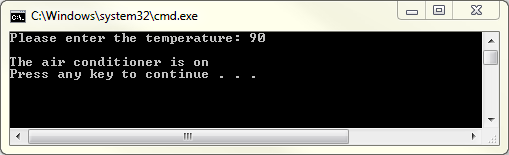 C:\Windows\system32\cmd.exe
Please enter the temperature: 90
The air conditioner is on
Press any key to continue . . .